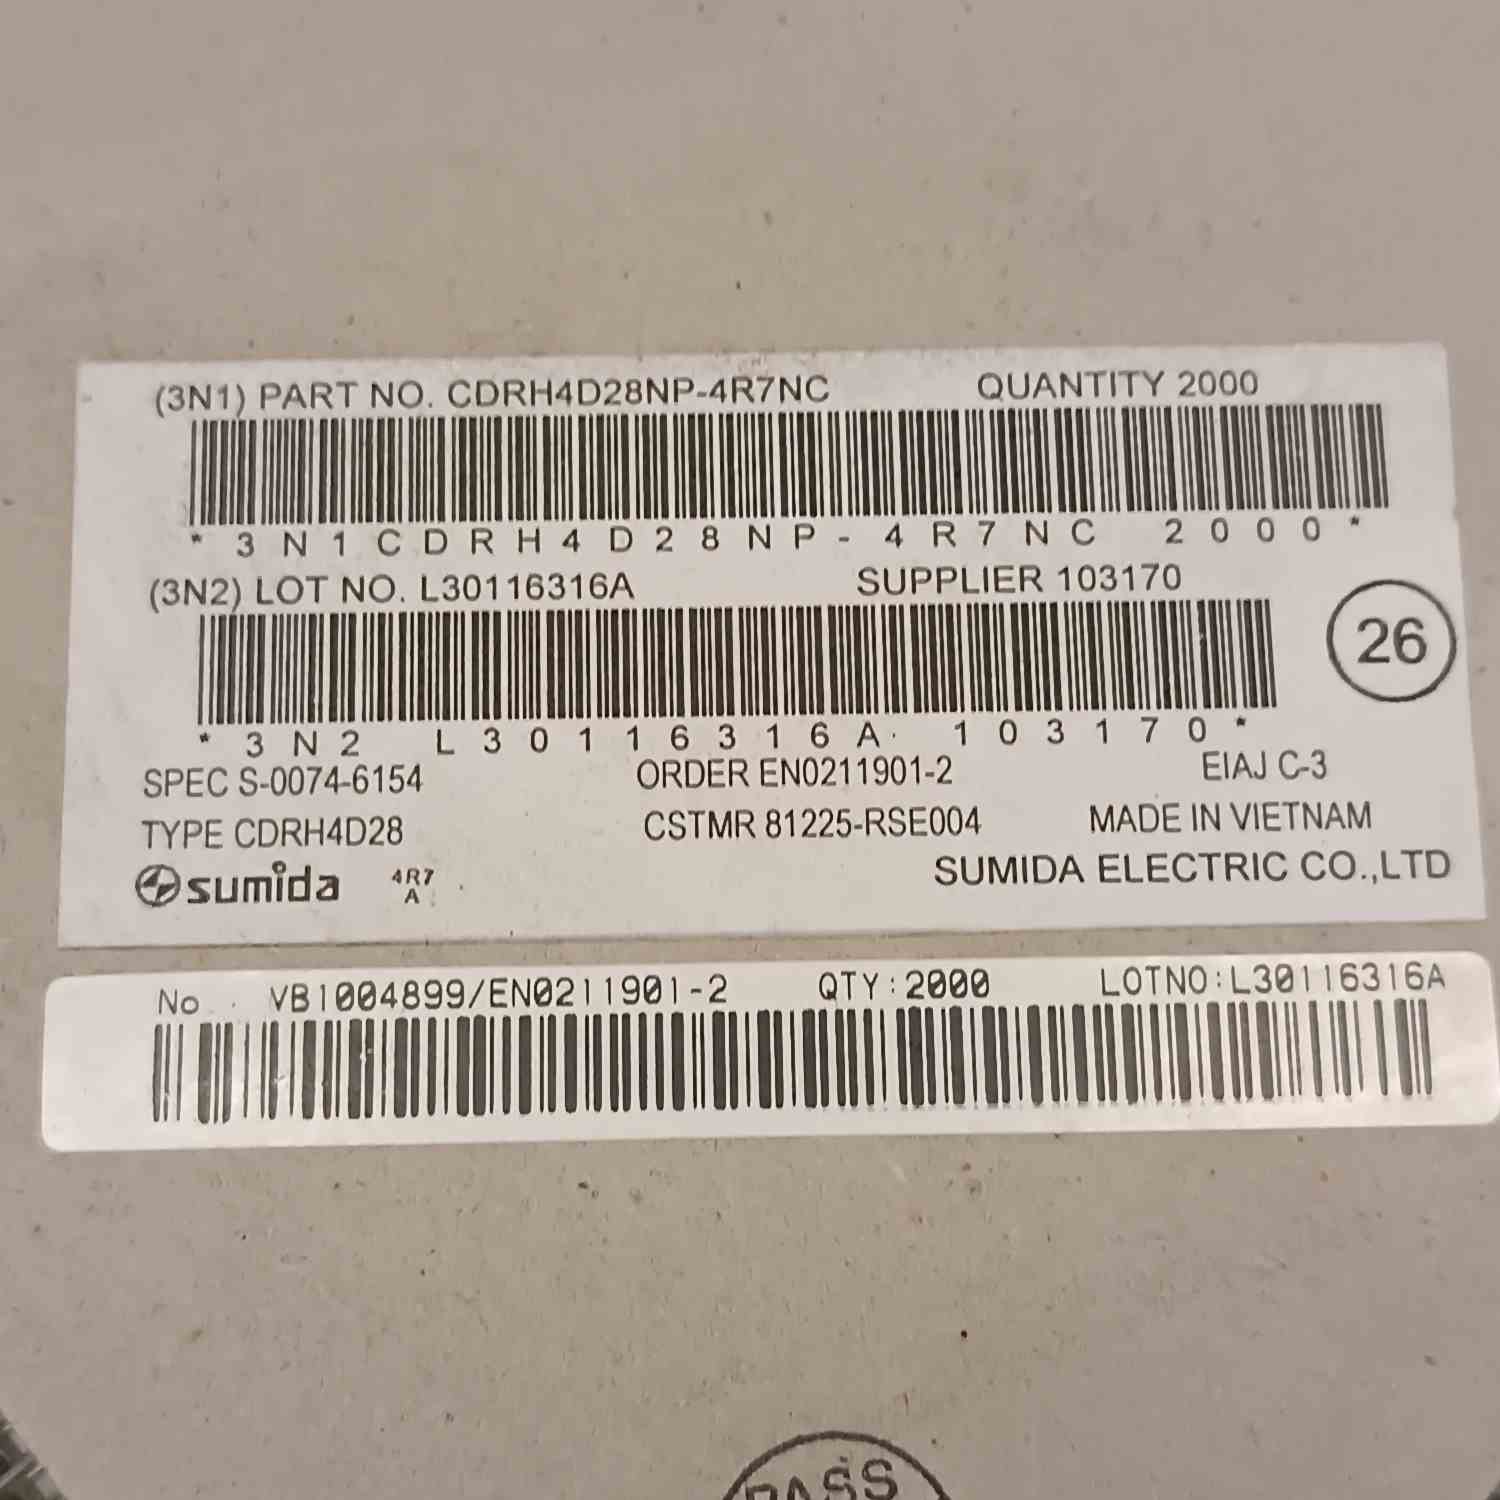 (3N1) PART NO. CDRH4D28NP-4R7NC QUANTITY 2000
*3N1CDRH4D28NP-4R7NC 2000*
(3N2) LOT NO. L30116316A SUPPLIER 103170
26
*3N2 L30116316A 103170*
SPEC S-0074-6154 ORDER EN0211901-2 EIAJ C-3
TYPE CDRH4D28 CSTMR 81225-RSE004 MADE IN VIETNAM
sumida 4R7 SUMIDA ELECTRIC CO.,LTD
A
No. VB1004899/EN0211901-2 QTY:2000 LOTNO:L30116316A
PASS